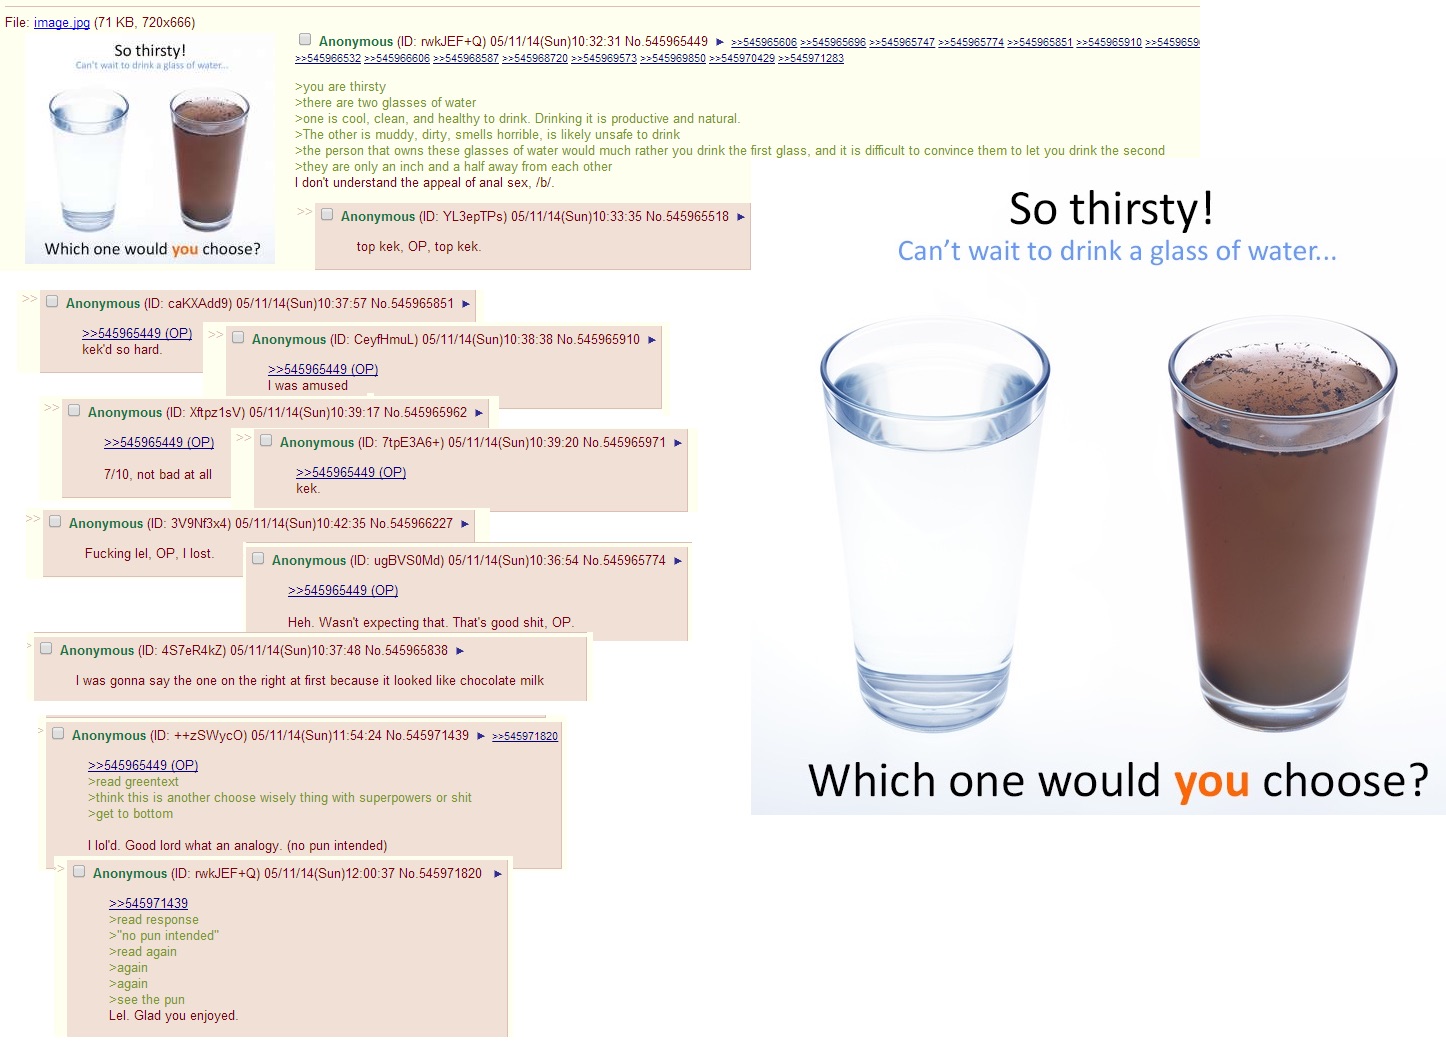 File: image.jpg (71 KB, 720x666)
So thirsty!
Can't wait to drink a glass of water...
Which one would you choose?
Anonymous (ID: rwkJEF+Q) 05/11/14(Sun)10:32:31 No.545965449 ► >>545965606 >>545965696 >>545965747 >>545965774 >>545965851 >>545965910 >>54596596
>>545966532 >>545966606 >>545968587 >>545968720 >>545969573 >>545969850 >>545970429 >>545971283
>you are thirsty
>there are two glasses of water
>one is cool, clean, and healthy to drink. Drinking it is productive and natural.
>The other is muddy, dirty, smells horrible, is likely unsafe to drink
>the person that owns these glasses of water would much rather you drink the first glass, and it is difficult to convince them to let you drink the second
>they are only an inch and a half away from each other
I don't understand the appeal of anal sex, /b/.
>> Anonymous (ID: YL3epTPs) 05/11/14(Sun)10:33:35 No.545965518 ►
top kek, OP, top kek.
>> Anonymous (ID: caKXAdd9) 05/11/14(Sun)10:37:57 No.545965851 ►
>>545965449 (OP)
kek'd so hard.
>> Anonymous (ID: CeyfHmuL) 05/11/14(Sun)10:38:38 No.545965910 ►
>>545965449 (OP)
I was amused
>> Anonymous (ID: Xftpz1sV) 05/11/14(Sun)10:39:17 No.545965962 ►
>>545965449 (OP)
7/10, not bad at all
>> Anonymous (ID: 7tpE3A6+) 05/11/14(Sun)10:39:20 No.545965971 ►
>>545965449 (OP)
kek.
>> Anonymous (ID: 3V9Nf3x4) 05/11/14(Sun)10:42:35 No.545966227 ►
Fucking lel, OP, I lost.
Anonymous (ID: ugBVS0Md) 05/11/14(Sun)10:36:54 No.545965774 ►
>>545965449 (OP)
Heh. Wasn't expecting that. That's good shit, OP.
> Anonymous (ID: 4S7eR4kZ) 05/11/14(Sun)10:37:48 No.545965838 ►
I was gonna say the one on the right at first because it looked like chocolate milk
> Anonymous (ID: ++zSWycO) 05/11/14(Sun)11:54:24 No.545971439 ► >>545971820
>>545965449 (OP)
>read greentext
>think this is another choose wisely thing with superpowers or shit
>get to bottom
I lol'd. Good lord what an analogy. (no pun intended)
> Anonymous (ID: rwkJEF+Q) 05/11/14(Sun)12:00:37 No.545971820 ►
>>545971439
>read response
>"no pun intended"
>read again
>again
>again
>see the pun
Lel. Glad you enjoyed.
So thirsty!
Can't wait to drink a glass of water...
Which one would you choose?